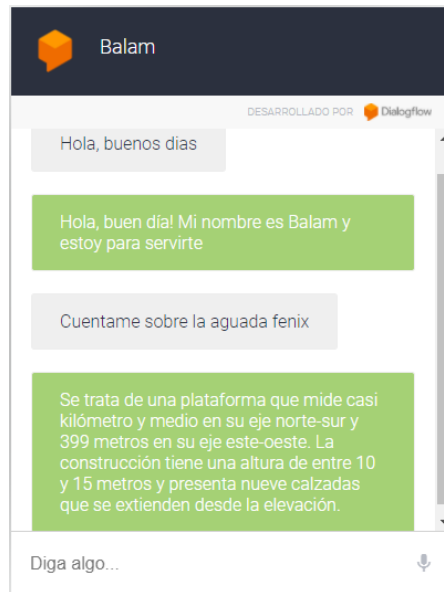 Balam
DESARROLLADO POR Dialogflow
Hola, buenos dias
Hola, buen día! Mi nombre es Balam y
estoy para servirte
Cuentame sobre la aguada fenix
Se trata de una plataforma que mide casi
kilómetro y medio en su eje norte-sur y
399 metros en su eje este-oeste. La
construcción tiene una altura de entre 10
y 15 metros y presenta nueve calzadas
que se extienden desde la elevación.
Diga algo...